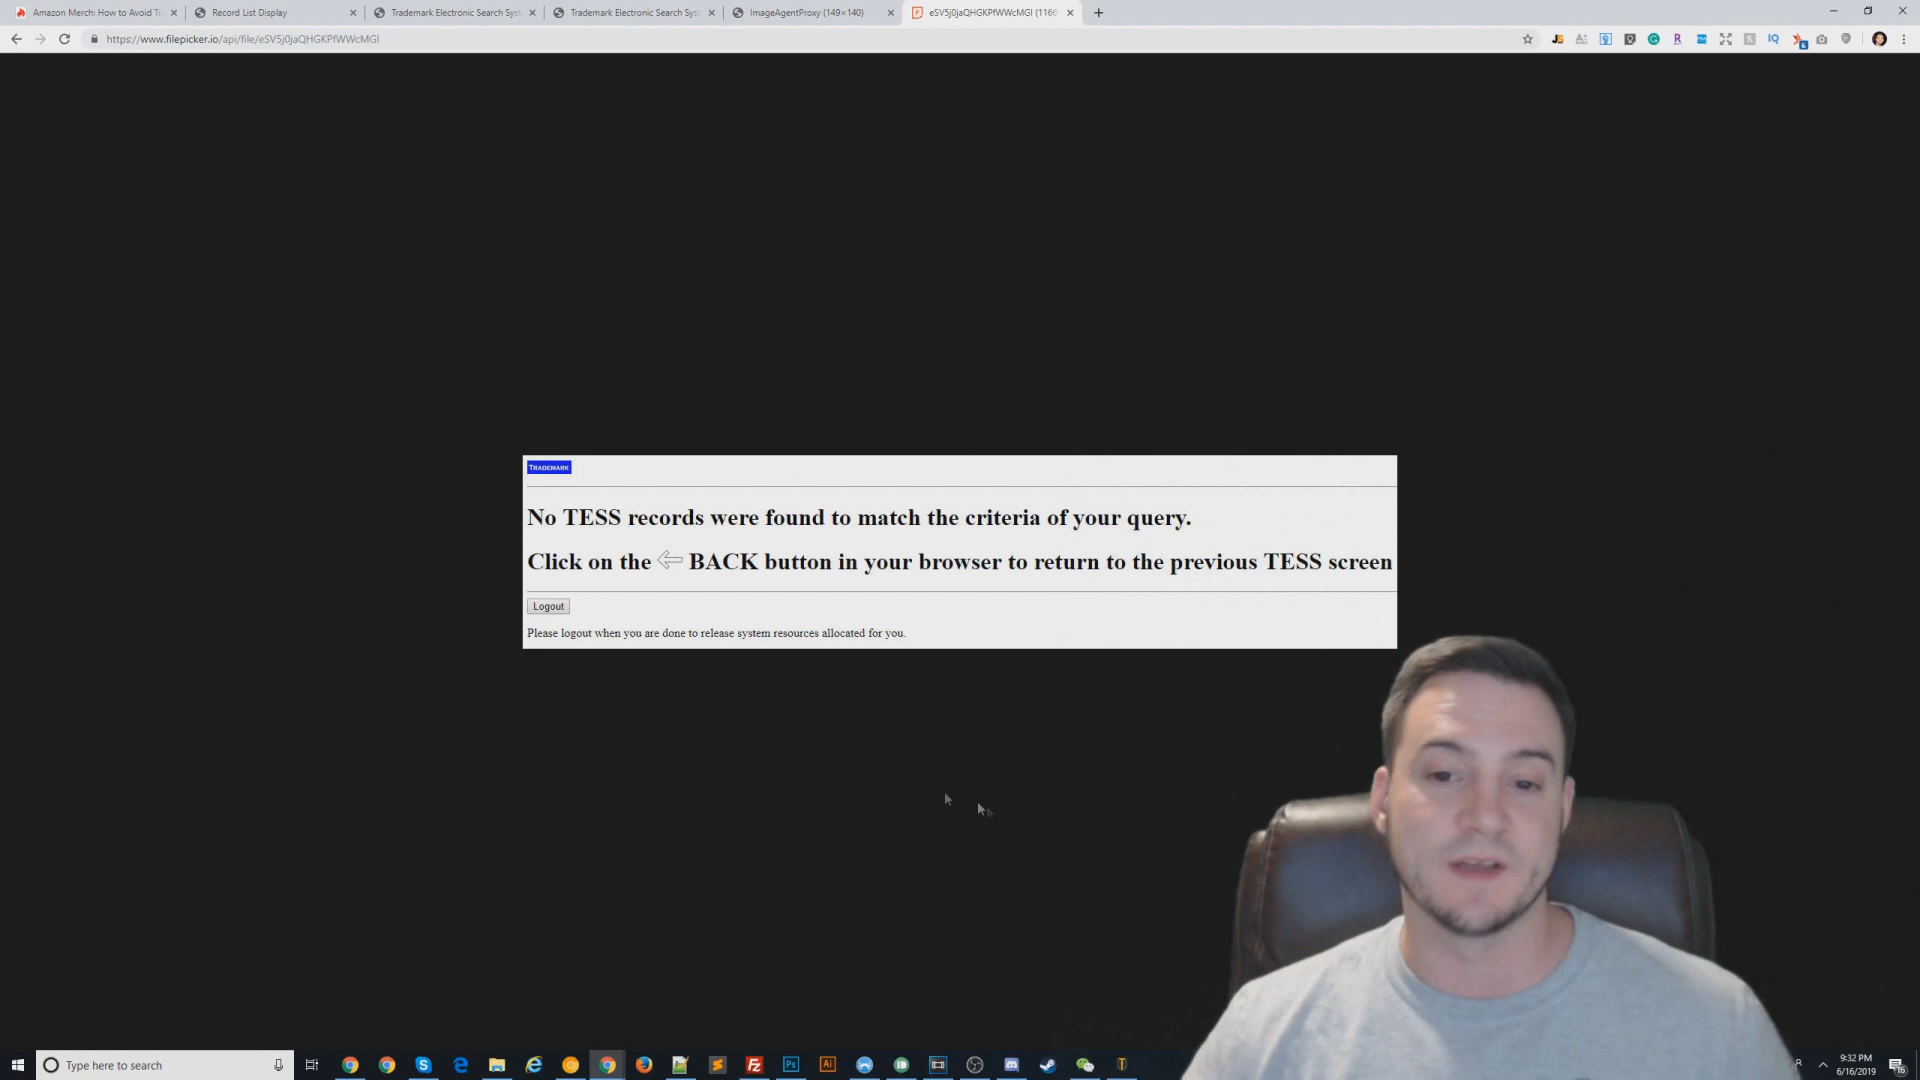 Amazon Merch: How to Avoid Tr
Record List Display
Trademark Electronic Search Syst
Trademark Electronic Search Syst
ImageAgentProxy (149×140)
eSV5j0jaQHGKPfWWcMGI (1166
https://www.filepicker.io/api/file/eSV5j0jaQHGKPfWWcMGI
TRADEMARK
No TESS records were found to match the criteria of your query.
Click on the ⇐ BACK button in your browser to return to the previous TESS screen
Logout
Please logout when you are done to release system resources allocated for you.
Type here to search
9:32 PM
6/16/2019